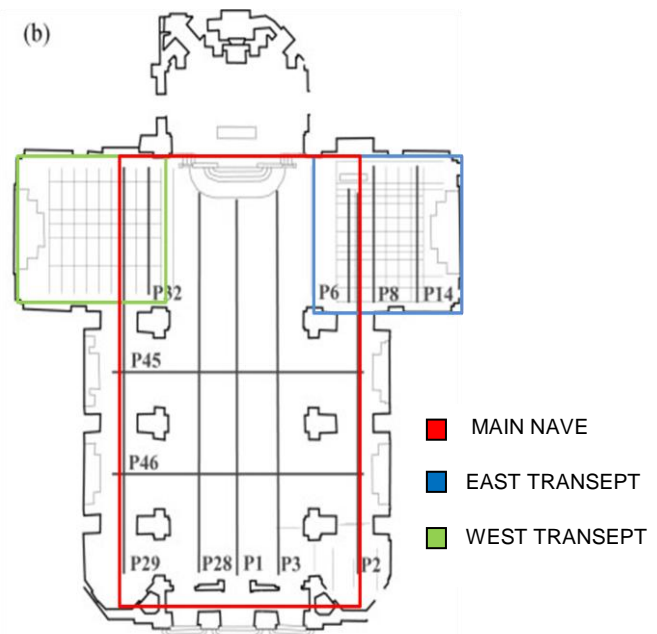 (b)
P32
P6
P8
P14
P45
P46
P29
P28
P1
P3
P2
MAIN NAVE
EAST TRANSEPT
WEST TRANSEPT